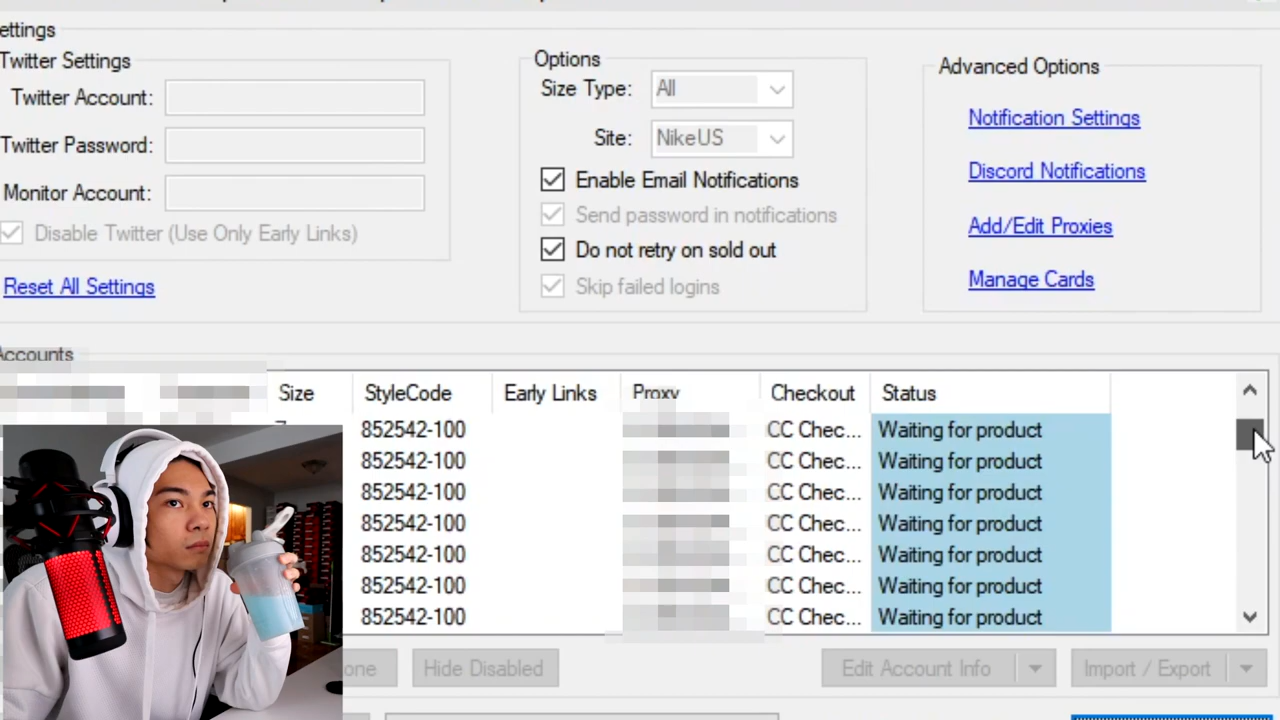 ettings
Twitter Settings
Twitter Account:
Twitter Password:
Monitor Account:
Disable Twitter (Use Only Early Links)
Reset All Settings
Options
Size Type: All
Site: NikeUS
Enable Email Notifications
Send password in notifications
Do not retry on sold out
Skip failed logins
Advanced Options
Notification Settings
Discord Notifications
Add/Edit Proxies
Manage Cards
Accounts
Size StyleCode Early Links Proxy Checkout Status
852542-100 CC Chec... Waiting for product
852542-100 CC Chec... Waiting for product
852542-100 CC Chec... Waiting for product
852542-100 CC Chec... Waiting for product
852542-100 CC Chec... Waiting for product
852542-100 CC Chec... Waiting for product
852542-100 CC Chec... Waiting for product
one Hide Disabled Edit Account Info Import / Export